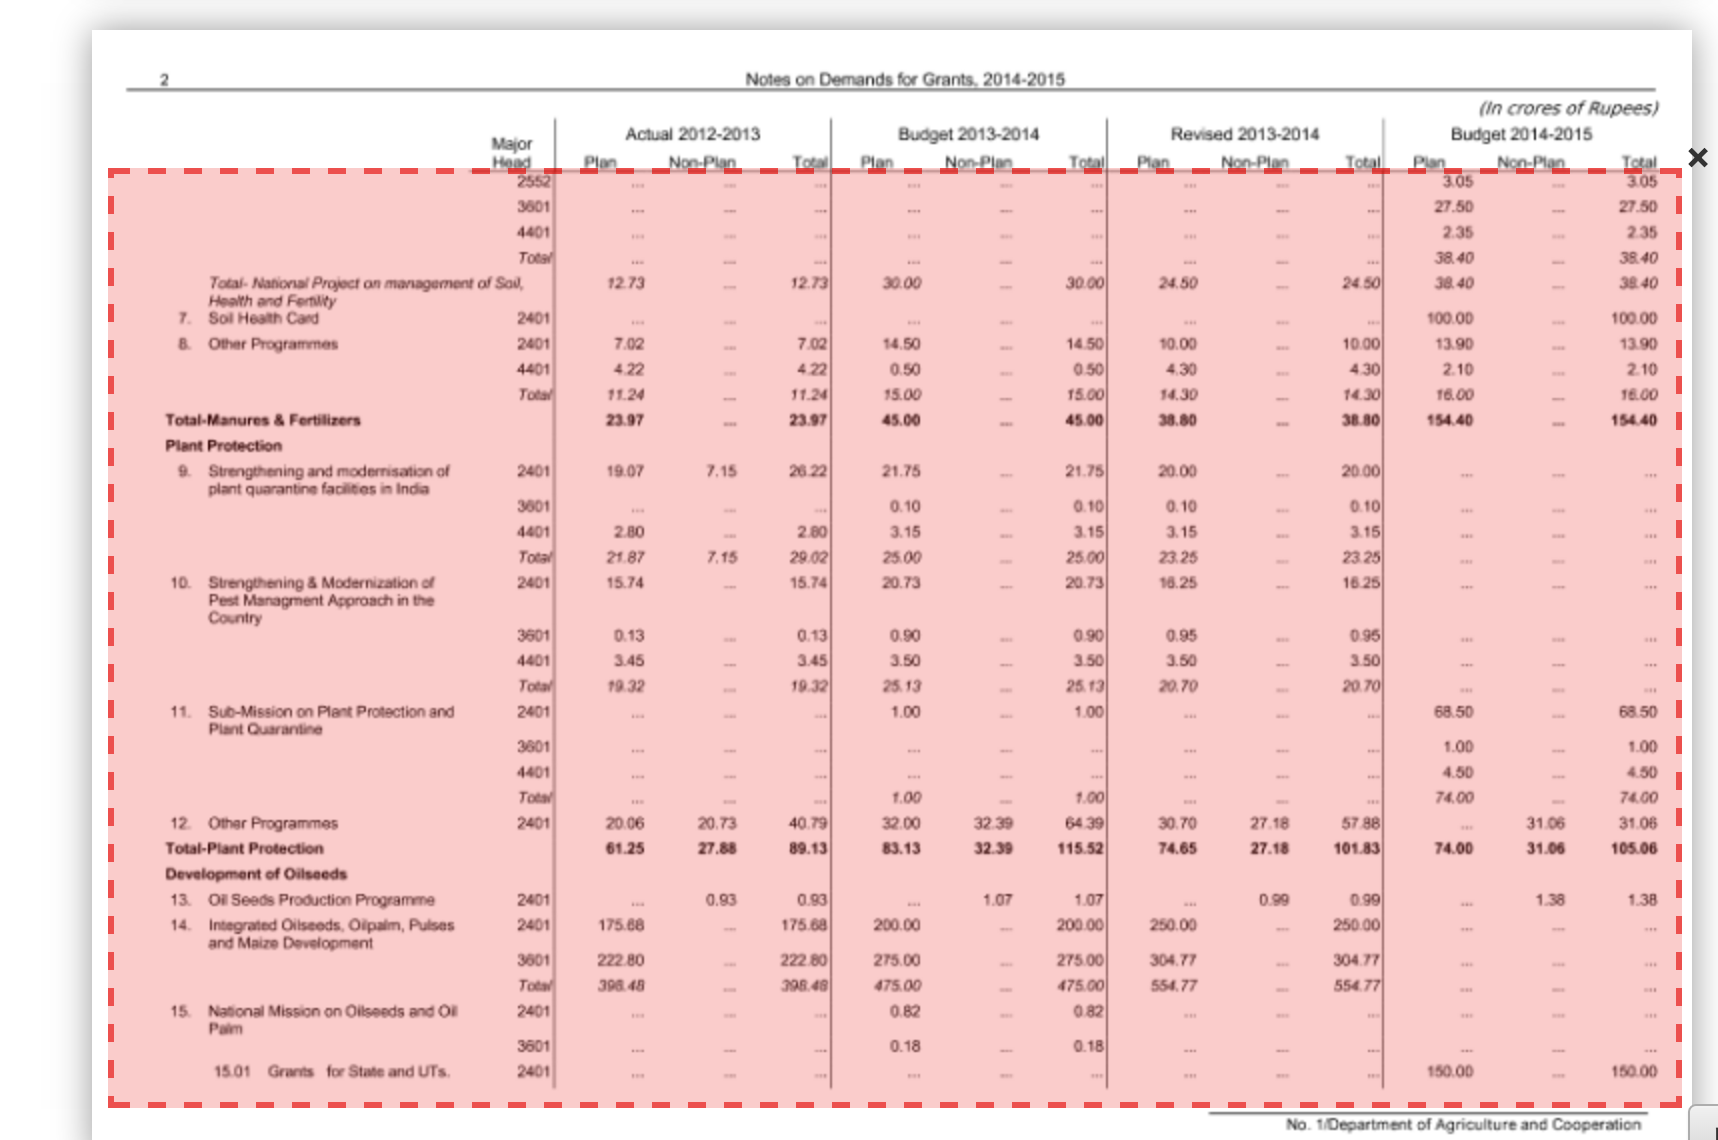 2 Notes on Demands for Grants, 2014-2015
(In crores of Rupees)
Major Head Actual 2012-2013 Budget 2013-2014 Revised 2013-2014 Budget 2014-2015
Plan Non-Plan Total Plan Non-Plan Total Plan Non-Plan Total Plan Non-Plan Total
2552 ... ... ... ... ... ... ... ... ... 3.05 ... 3.05
3601 ... ... ... ... ... ... ... ... ... 27.50 ... 27.50
4401 ... ... ... ... ... ... ... ... ... 2.35 ... 2.35
Total ... ... ... ... ... ... ... ... ... 38.40 ... 38.40
Total- National Project on management of Soil, 12.73 ... 12.73 30.00 ... 30.00 24.50 ... 24.50 38.40 ... 38.40
Health and Fertility
7. Soil Health Card 2401 ... ... ... ... ... ... ... ... ... 100.00 ... 100.00
8. Other Programmes 2401 7.02 ... 7.02 14.50 ... 14.50 10.00 ... 10.00 13.90 ... 13.90
4401 4.22 ... 4.22 0.50 ... 0.50 4.30 ... 4.30 2.10 ... 2.10
Total 11.24 ... 11.24 15.00 ... 15.00 14.30 ... 14.30 16.00 ... 16.00
Total-Manures & Fertilizers 23.97 ... 23.97 45.00 ... 45.00 38.80 ... 38.80 154.40 ... 154.40
Plant Protection
9. Strengthening and modernisation of 2401 19.07 7.15 26.22 21.75 ... 21.75 20.00 ... 20.00 ... ... ...
plant quarantine facilities in India
3601 ... ... ... 0.10 ... 0.10 0.10 ... 0.10 ... ... ...
4401 2.80 ... 2.80 3.15 ... 3.15 3.15 ... 3.15 ... ... ...
Total 21.87 7.15 29.02 25.00 ... 25.00 23.25 ... 23.25 ... ... ...
10. Strengthening & Modernization of 2401 15.74 ... 15.74 20.73 ... 20.73 16.25 ... 16.25 ... ... ...
Pest Managment Approach in the
Country
3601 0.13 ... 0.13 0.90 ... 0.90 0.95 ... 0.95 ... ... ...
4401 3.45 ... 3.45 3.50 ... 3.50 3.50 ... 3.50 ... ... ...
Total 19.32 ... 19.32 25.13 ... 25.13 20.70 ... 20.70 ... ... ...
11. Sub-Mission on Plant Protection and 2401 ... ... ... 1.00 ... 1.00 ... ... ... 68.50 ... 68.50
Plant Quarantine
3601 ... ... ... ... ... ... ... ... ... 1.00 ... 1.00
4401 ... ... ... ... ... ... ... ... ... 4.50 ... 4.50
Total ... ... ... 1.00 ... 1.00 ... ... ... 74.00 ... 74.00
12. Other Programmes 2401 20.06 20.73 40.79 32.00 32.39 64.39 30.70 27.18 57.88 ... 31.06 31.06
Total-Plant Protection 61.25 27.88 89.13 83.13 32.39 115.52 74.65 27.18 101.83 74.00 31.06 105.06
Development of Oilseeds
13. Oil Seeds Production Programme 2401 ... 0.93 0.93 ... 1.07 1.07 ... 0.99 0.99 ... 1.38 1.38
14. Integrated Oilseeds, Oilpalm, Pulses 2401 175.68 ... 175.68 200.00 ... 200.00 250.00 ... 250.00 ... ... ...
and Maize Development
3601 222.80 ... 222.80 275.00 ... 275.00 304.77 ... 304.77 ... ... ...
Total 398.48 ... 398.48 475.00 ... 475.00 554.77 ... 554.77 ... ... ...
15. National Mission on Oilseeds and Oil 2401 ... ... ... 0.82 ... 0.82 ... ... ... ... ... ...
Palm
3601 ... ... ... 0.18 ... 0.18 ... ... ... ... ... ...
15.01 Grants for State and UTs. 2401 ... ... ... ... ... ... ... ... ... 150.00 ... 150.00
No. 1/Department of Agriculture and Cooperation